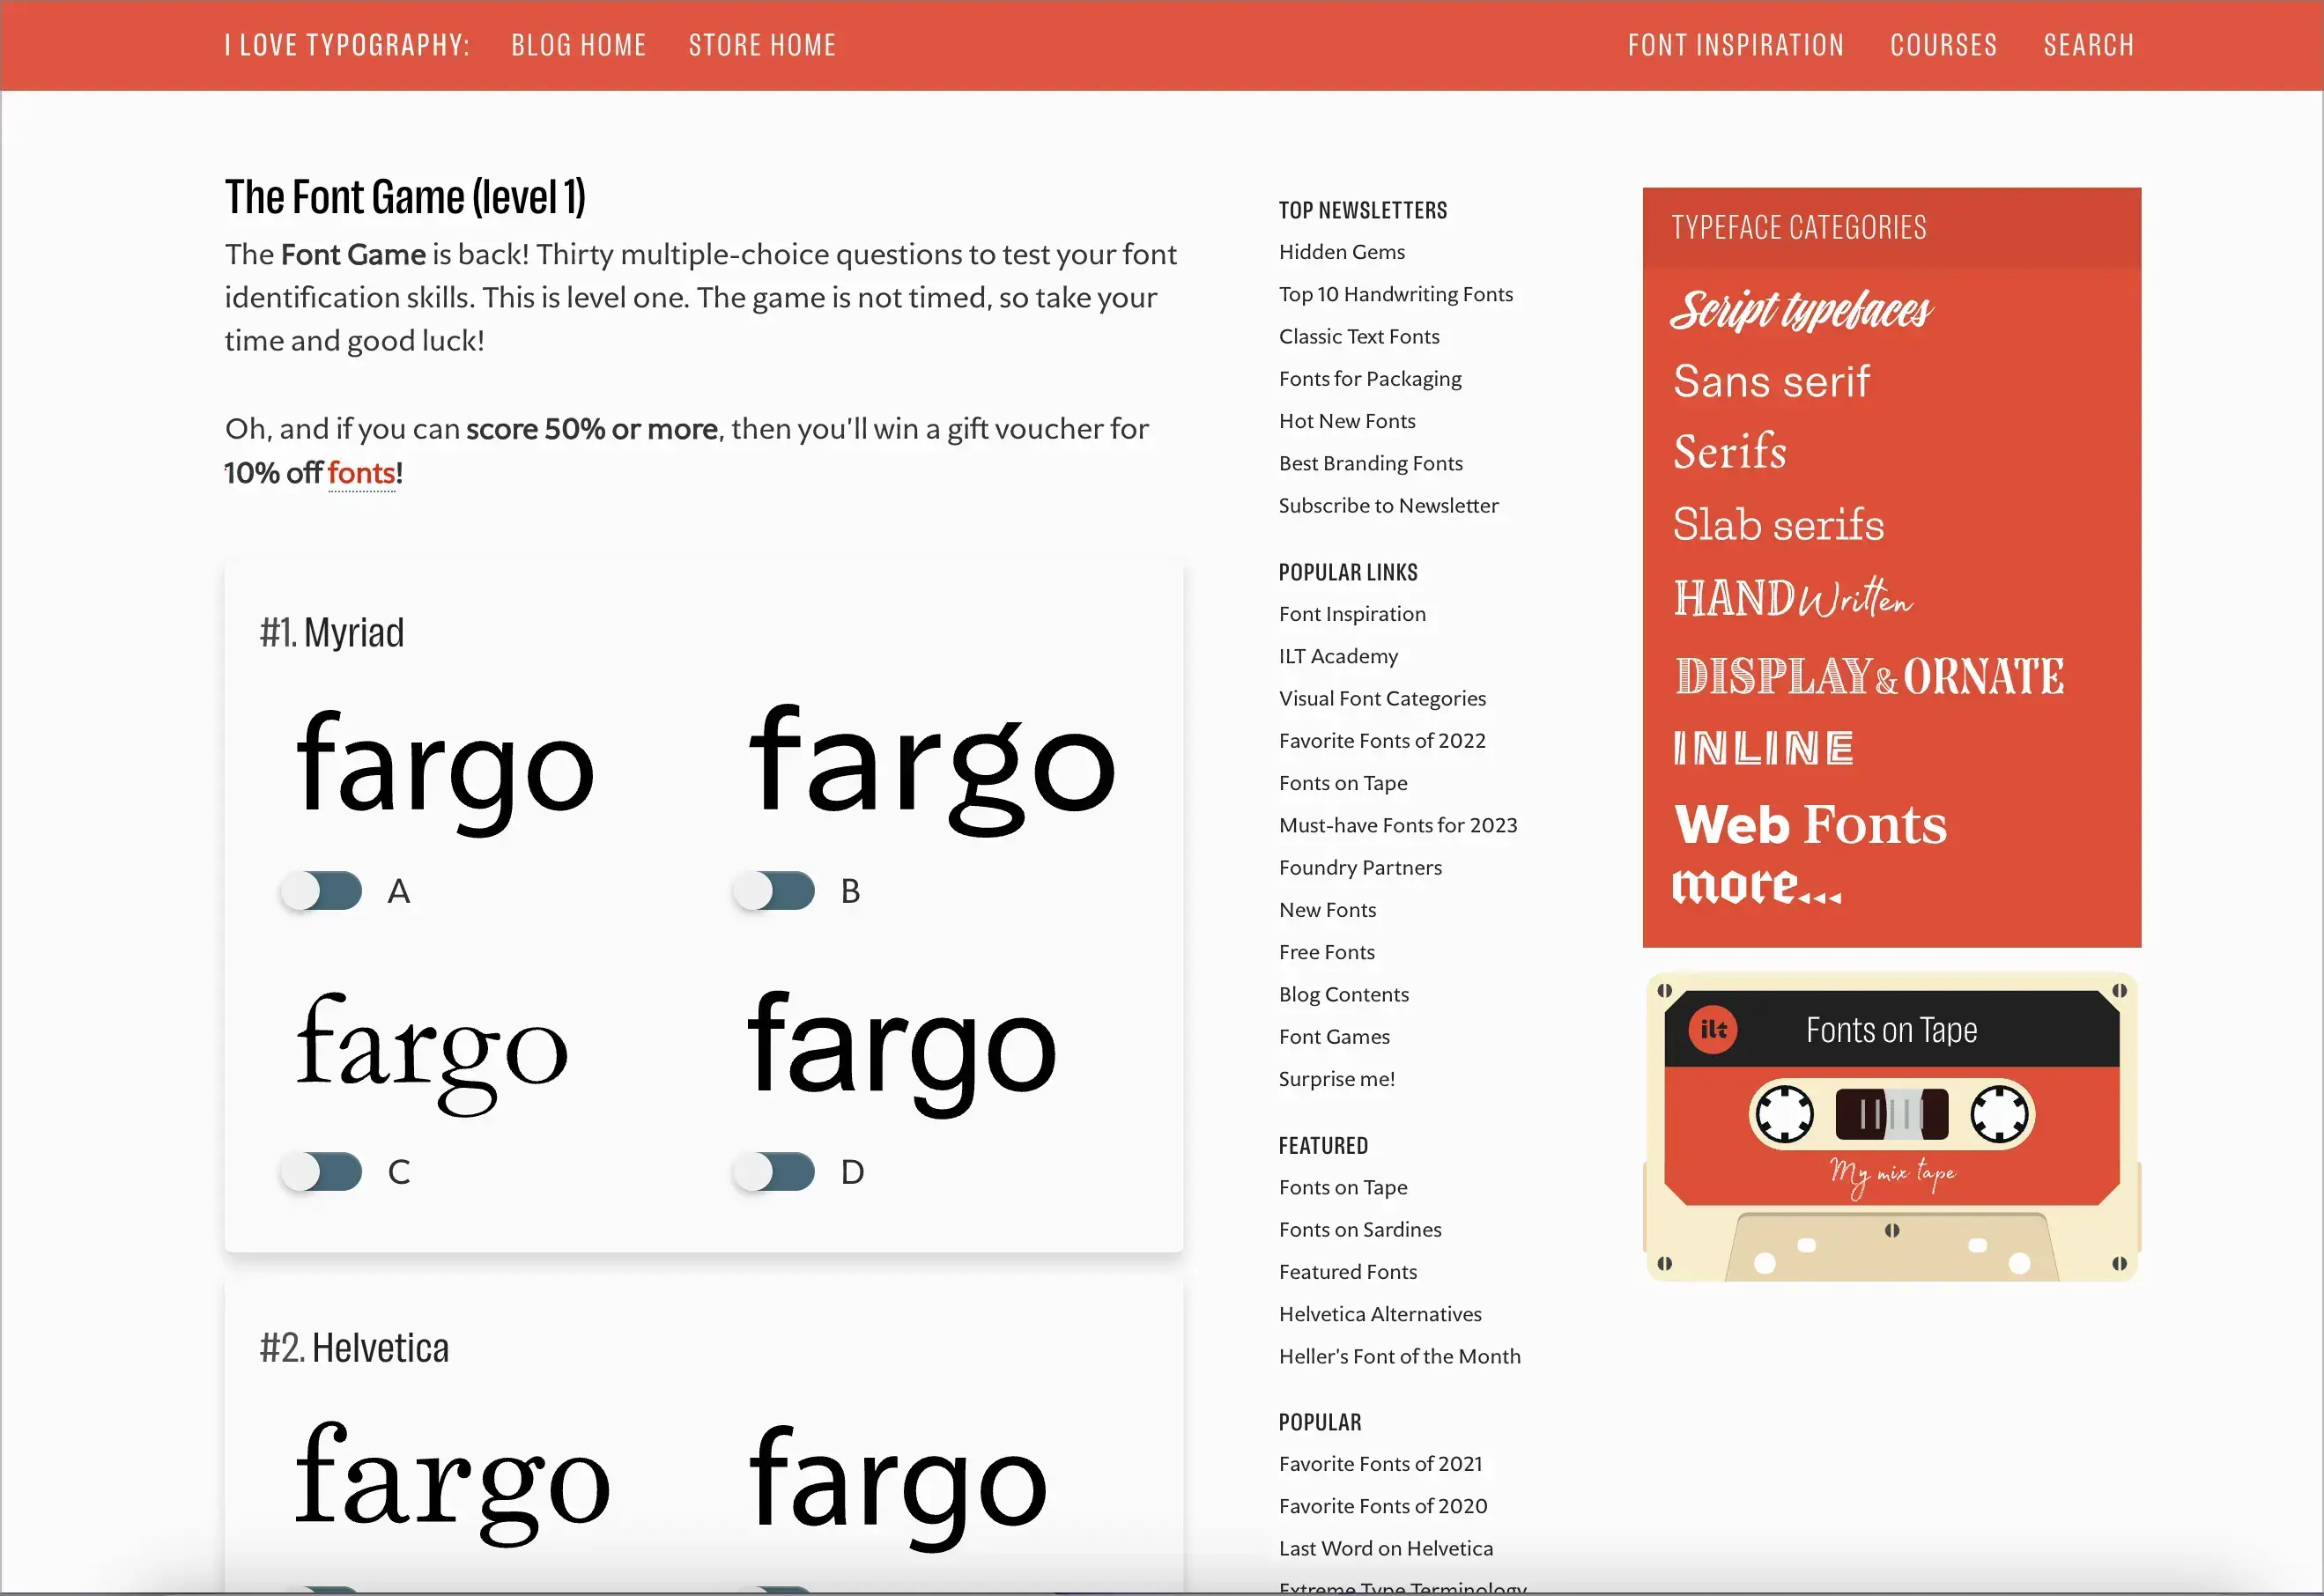 I LOVE TYPOGRAPHY: BLOG HOME STORE HOME FONT INSPIRATION COURSES SEARCH
The Font Game (level 1)
The Font Game is back! Thirty multiple-choice questions to test your font
identification skills. This is level one. The game is not timed, so take your
time and good luck!
Oh, and if you can score 50% or more, then you'll win a gift voucher for
10% off fonts!
#1. Myriad
fargo fargo
A B
fargo fargo
C D
#2. Helvetica
fargo fargo
TOP NEWSLETTERS
Hidden Gems
Top 10 Handwriting Fonts
Classic Text Fonts
Fonts for Packaging
Hot New Fonts
Best Branding Fonts
Subscribe to Newsletter
POPULAR LINKS
Font Inspiration
ILT Academy
Visual Font Categories
Favorite Fonts of 2022
Fonts on Tape
Must-have Fonts for 2023
Foundry Partners
New Fonts
Free Fonts
Blog Contents
Font Games
Surprise me!
FEATURED
Fonts on Tape
Fonts on Sardines
Featured Fonts
Helvetica Alternatives
Heller's Font of the Month
POPULAR
Favorite Fonts of 2021
Favorite Fonts of 2020
Last Word on Helvetica
Extreme Type Terminology
TYPEFACE CATEGORIES
Script typefaces
Sans serif
Serifs
Slab serifs
HANDWritten
DISPLAY & ORNATE
INLINE
Web Fonts
more...
ilt Fonts on Tape
My mix tape